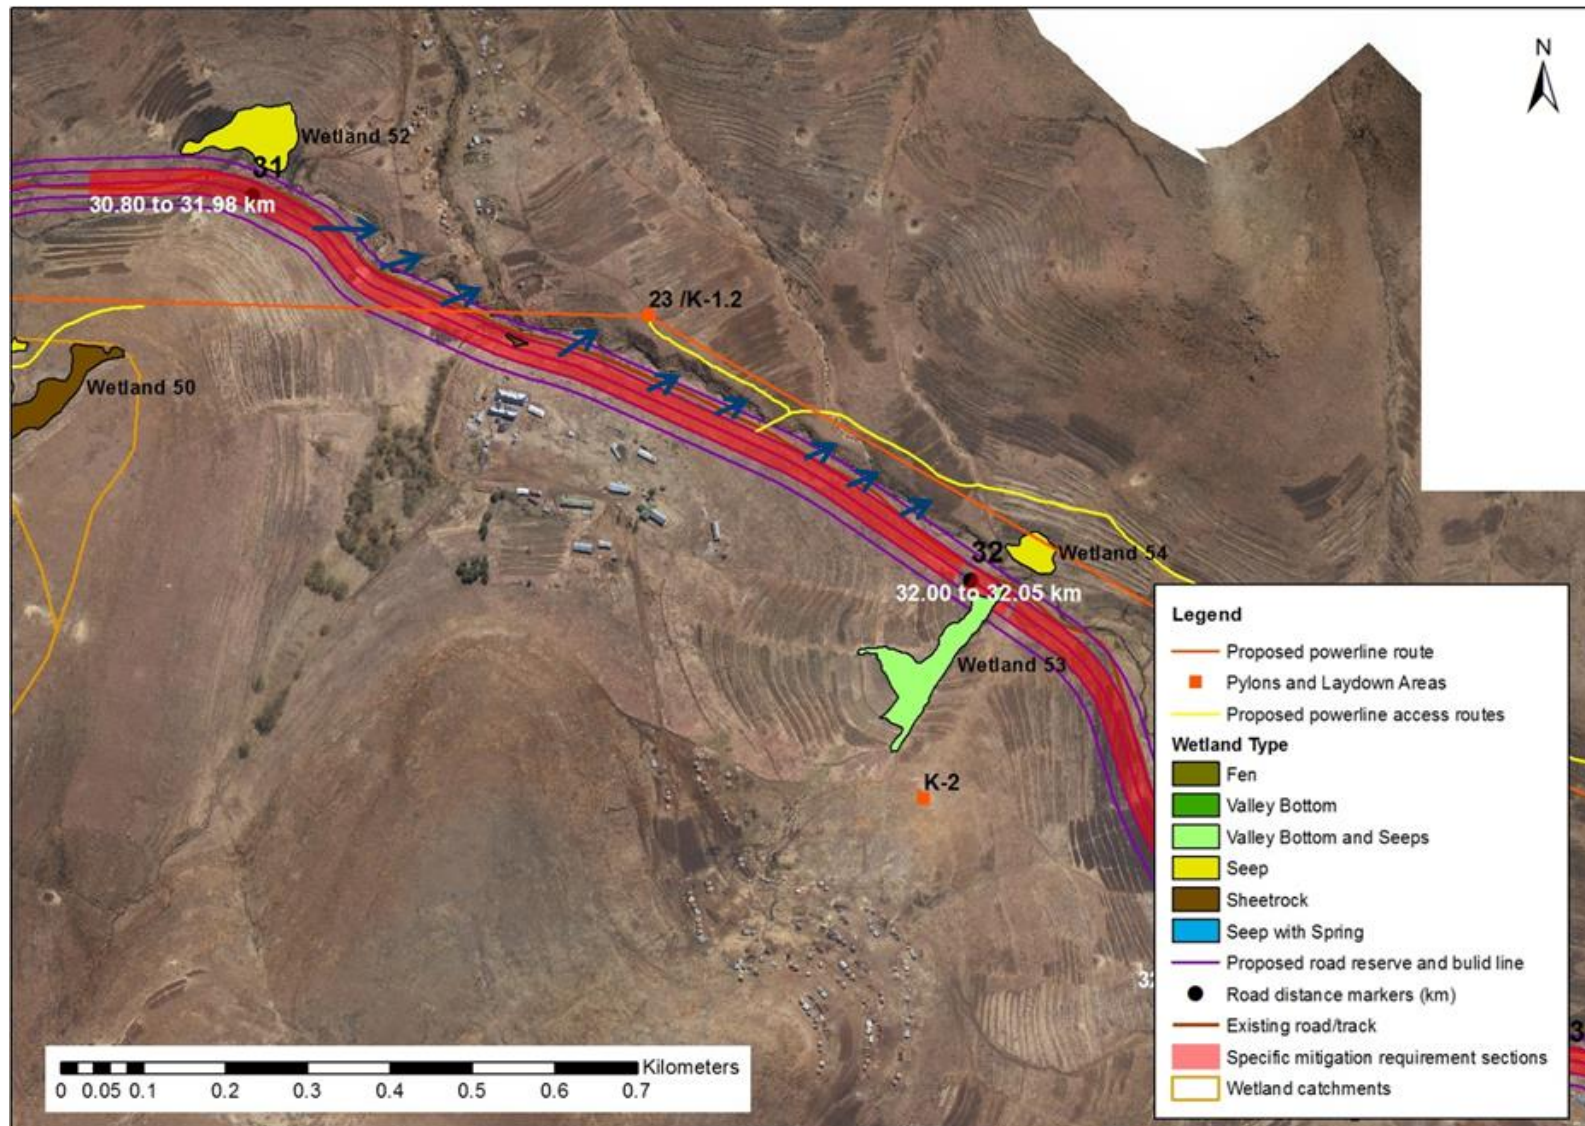 N
Wetland 52
31
30.80 to 31.98 km
23 /K-1.2
Wetland 50
32
Wetland 54
32.00 to 32.05 km
Wetland 53
K-2
Legend
Proposed powerline route
Pylons and Laydown Areas
Proposed powerline access routes
Wetland Type
Fen
Valley Bottom
Valley Bottom and Seeps
Seep
Sheetrock
Seep with Spring
Proposed road reserve and bulid line
Road distance markers (km)
Existing road/track
Specific mitigation requirement sections
Wetland catchments
Kilometers
0 0.05 0.1 0.2 0.3 0.4 0.5 0.6 0.7